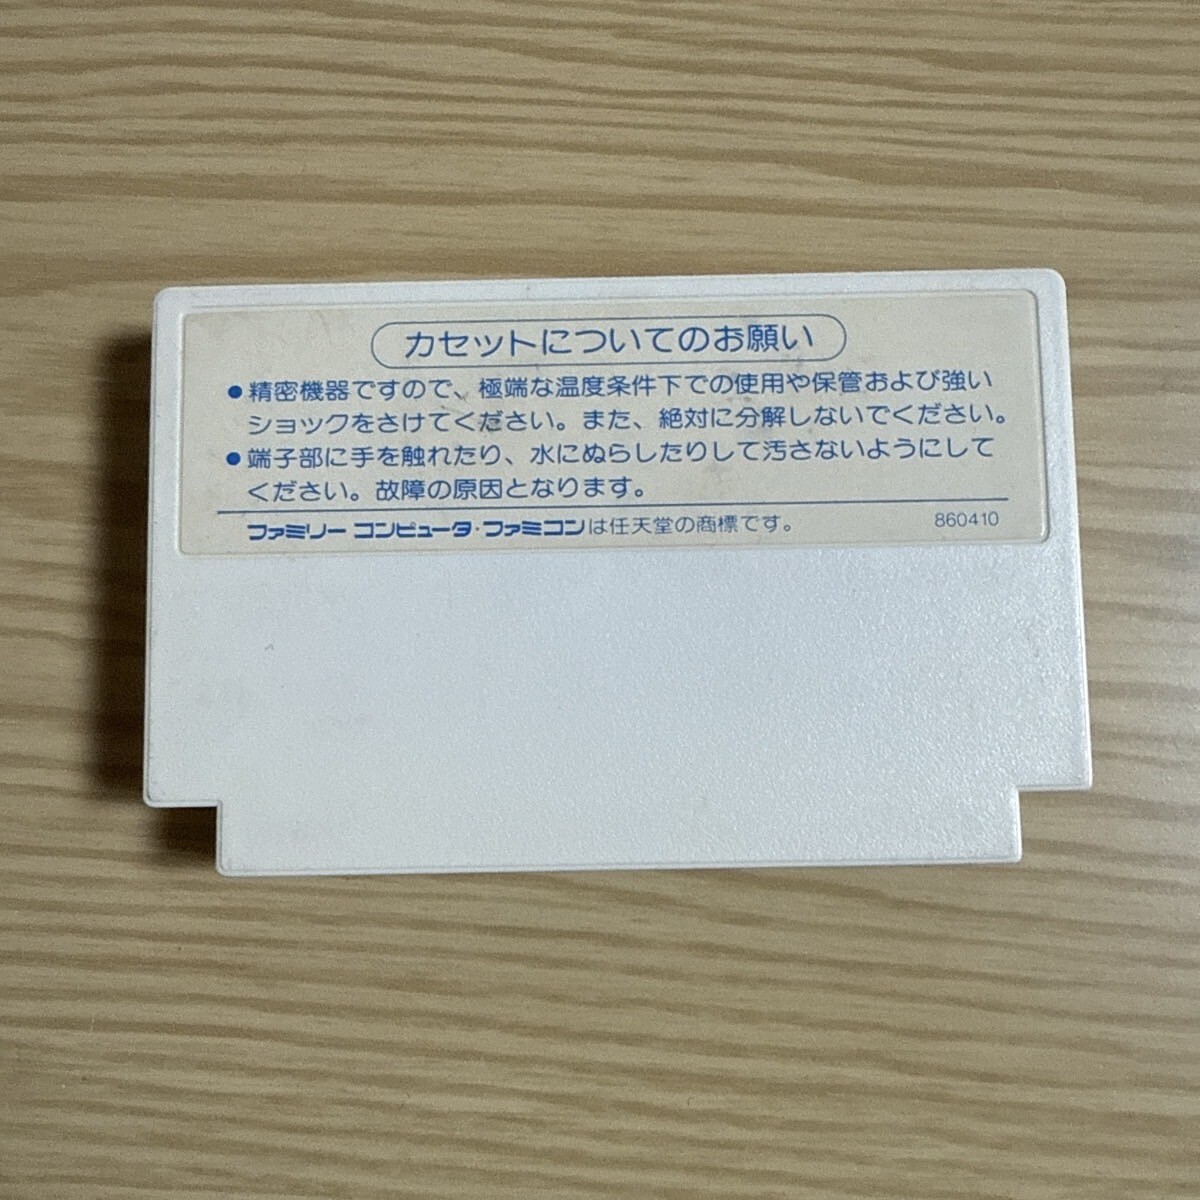 カセットについてのお願い
●精密機器ですので、極端な温度条件下での使用や保管および強い
ショックをさけてください。また、絶対に分解しないでください。
●端子部に手を触れたり、水にぬらしたりして汚さないようにして
ください。故障の原因となります。
ファミリー コンピュータ・ファミコンは任天堂の商標です。 860410